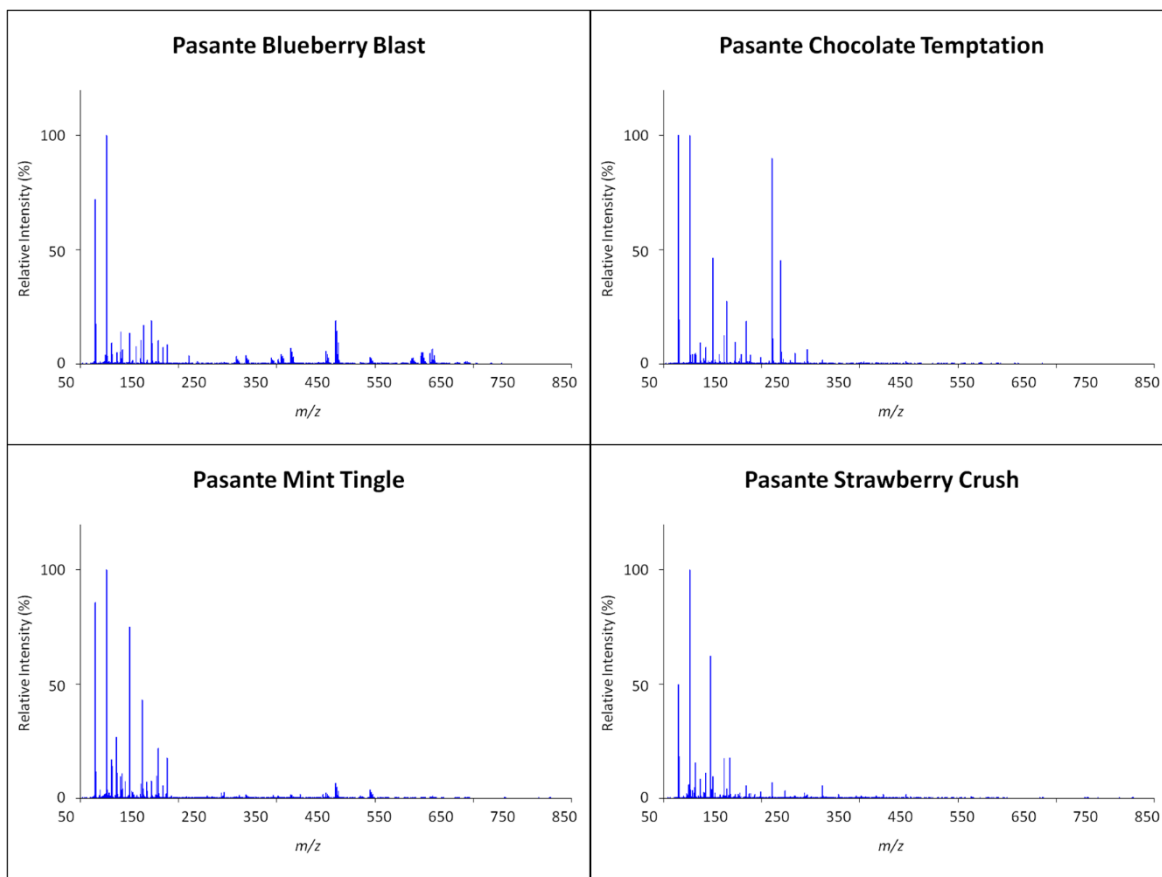 Pasante Blueberry Blast
Relative Intensity (%)
100
50
0
50 150 250 350 450 550 650 750 850
m/z
Pasante Chocolate Temptation
Relative Intensity (%)
100
50
0
50 150 250 350 450 550 650 750 850
m/z
Pasante Mint Tingle
Relative Intensity (%)
100
50
0
50 150 250 350 450 550 650 750 850
m/z
Pasante Strawberry Crush
Relative Intensity (%)
100
50
0
50 150 250 350 450 550 650 750 850
m/z